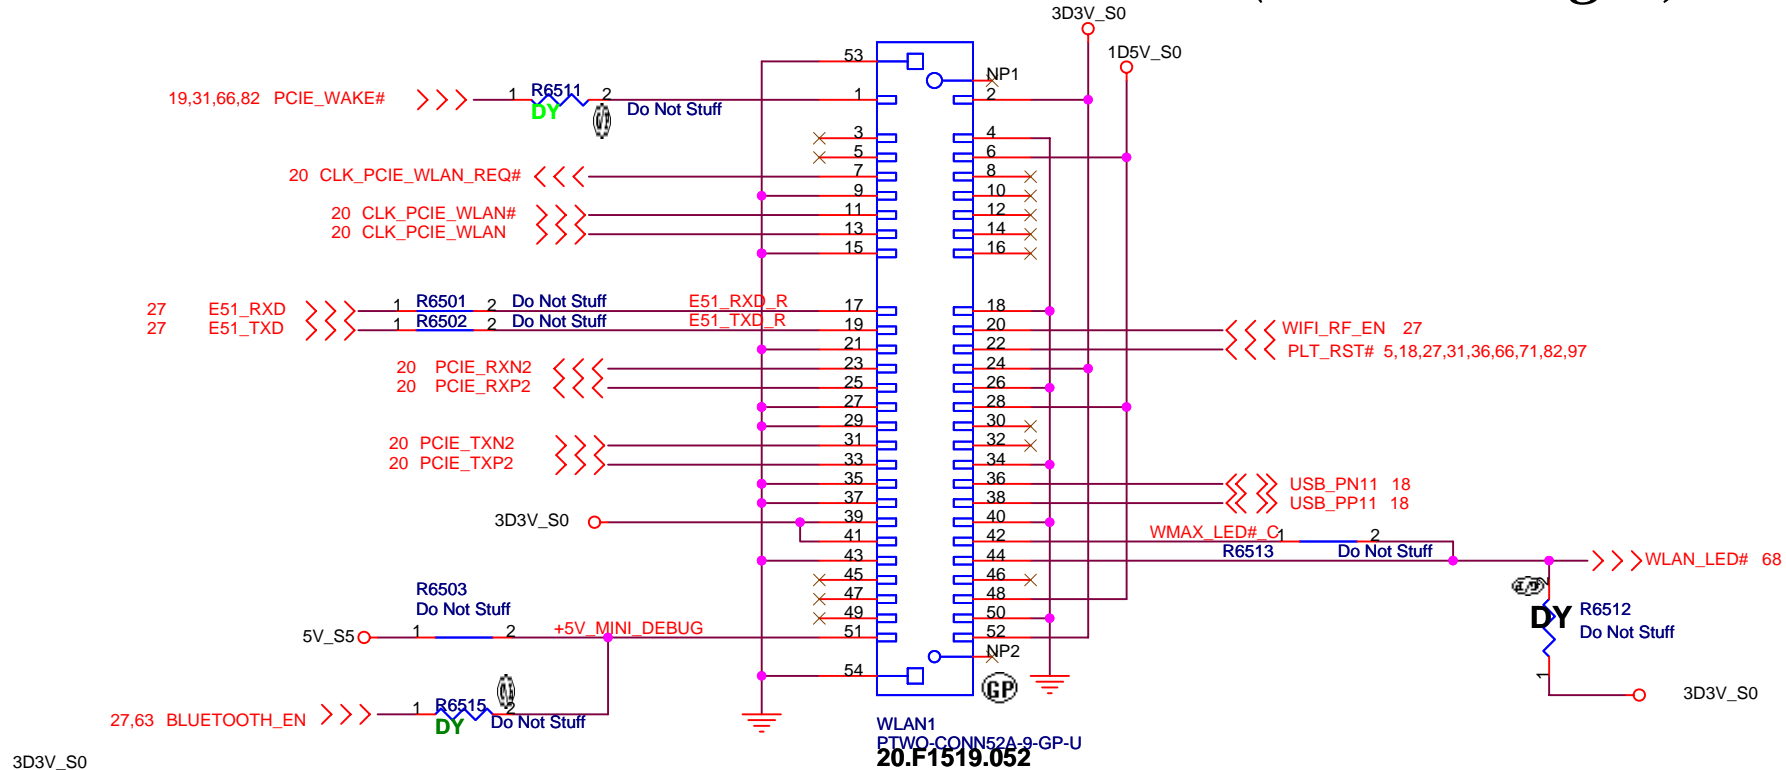 3D3V_S0
1D5V_S0
53
NP1
19,31,66,82 PCIE_WAKE# 1 R6511 2 1 2
DY Do Not Stuff
3 4
5 6
20 CLK_PCIE_WLAN_REQ# 7 8
9 10
20 CLK_PCIE_WLAN# 11 12
20 CLK_PCIE_WLAN 13 14
15 16
27 E51_RXD 1 R6501 2 Do Not Stuff E51_RXD_R 17 18
27 E51_TXD 1 R6502 2 Do Not Stuff E51_TXD_R 19 20 WIFI_RF_EN 27
21 22 PLT_RST# 5,18,27,31,36,66,71,82,97
20 PCIE_RXN2 23 24
20 PCIE_RXP2 25 26
27 28
29 30
20 PCIE_TXN2 31 32
20 PCIE_TXP2 33 34
35 36 USB_PN11 18
37 38 USB_PP11 18
3D3V_S0 39 40
41 42 WMAX_LED#_C 1 2
R6513 Do Not Stuff
43 44 WLAN_LED# 68
45 46
47 48
49 50
R6503
Do Not Stuff
5V_S5 1 2 +5V_MINI_DEBUG 51 52
2
R6512
DY Do Not Stuff
1
3D3V_S0
NP2
54
GP
27,63 BLUETOOTH_EN 1 R6515 2
DY Do Not Stuff
WLAN1
PTWO-CONN52A-9-GP-U
20.F1519.052
3D3V_S0